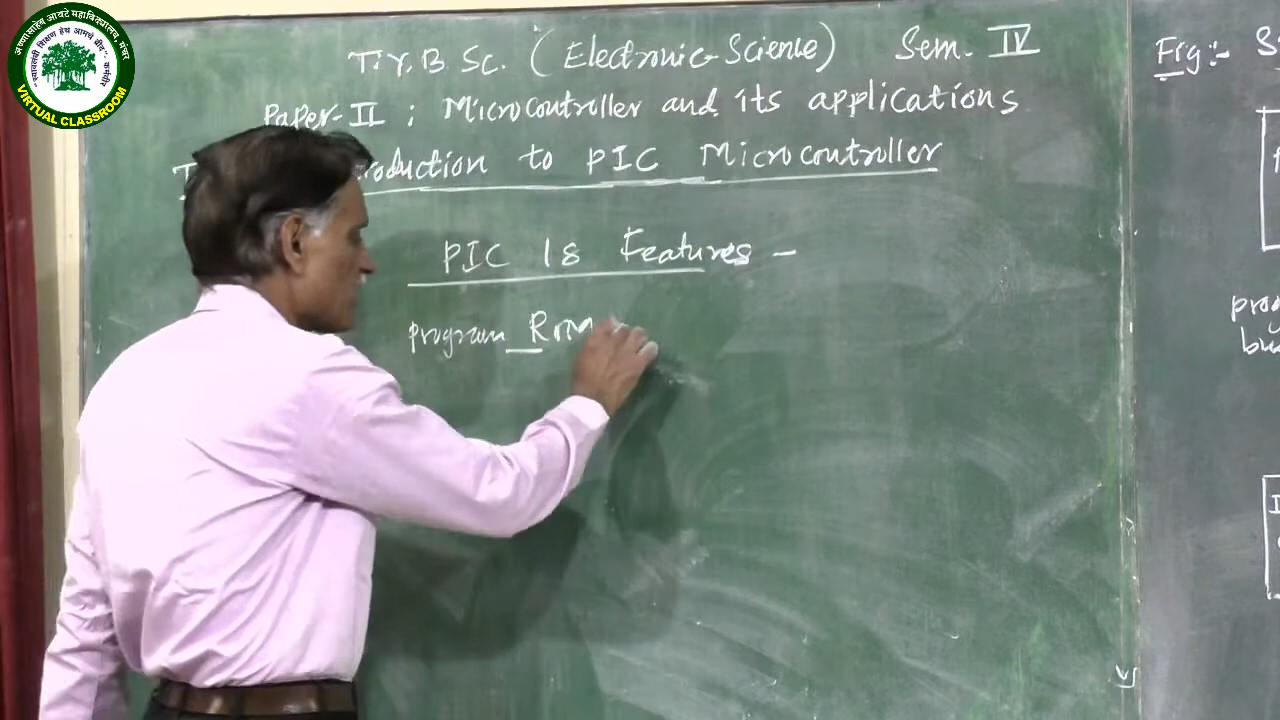 T.Y.B.Sc. (Electronic-Science) Sem. IV
Paper-II : Microcontroller and its applications
to PIC Microcontroller
PIC 18 Features -
program ROM
Fig:-
VIRTUAL CLASSROOM